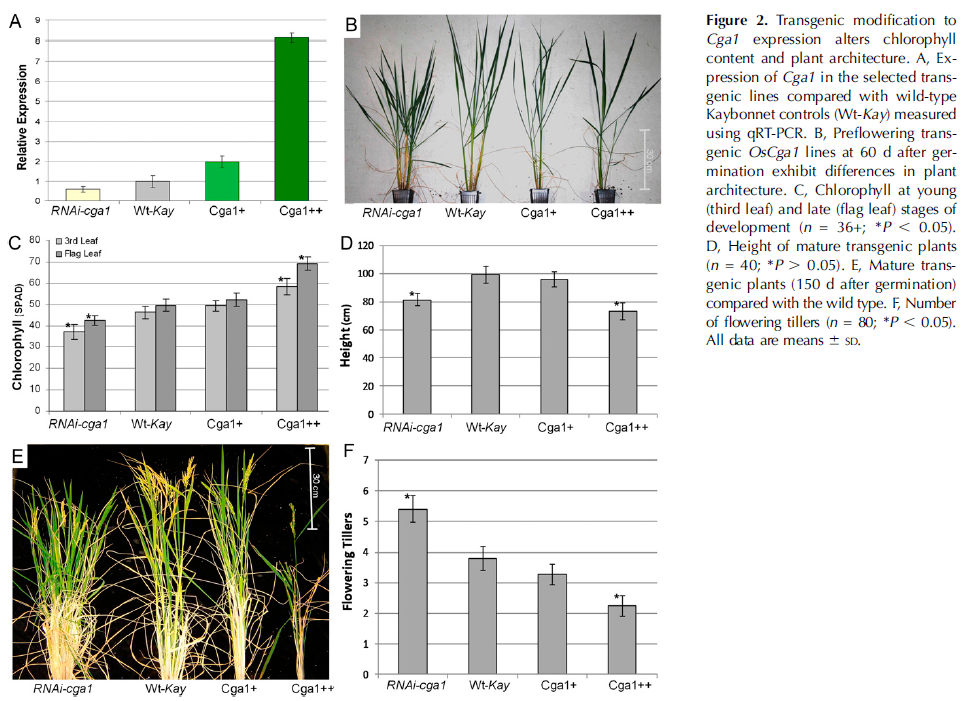 A
Relative Expression
8
7
6
5
4
3
2
1
0
RNAi-cga1 Wt-Kay Cga1+ Cga1++
B
30 cm
RNAi-cga1 Wt-Kay Cga1+ Cga1++
C
3rd Leaf
Flag Leaf
Chlorophyll (SPAD)
80
70
60
50
40
30
20
10
0
* * * *
RNAi-cga1 Wt-Kay Cga1+ Cga1++
D
Height (cm)
120
100
80
60
40
20
0
* *
RNAi-cga1 Wt-Kay Cga1+ Cga1++
E
30 cm
RNAi-cga1 Wt-Kay Cga1+ Cga1++
F
Flowering Tillers
7
6
5
4
3
2
1
0
* *
RNAi-cga1 Wt-Kay Cga1+ Cga1++
Figure 2. Transgenic modification to
Cga1 expression alters chlorophyll
content and plant architecture. A, Ex-
pression of Cga1 in the selected trans-
genic lines compared with wild-type
Kaybonnet controls (Wt-Kay) measured
using qRT-PCR. B, Preflowering trans-
genic OsCga1 lines at 60 d after ger-
mination exhibit differences in plant
architecture. C, Chlorophyll at young
(third leaf) and late (flag leaf) stages of
development (n = 36+; *P < 0.05).
D, Height of mature transgenic plants
(n = 40; *P > 0.05). E, Mature trans-
genic plants (150 d after germination)
compared with the wild type. F, Number
of flowering tillers (n = 80; *P < 0.05).
All data are means ± SD.